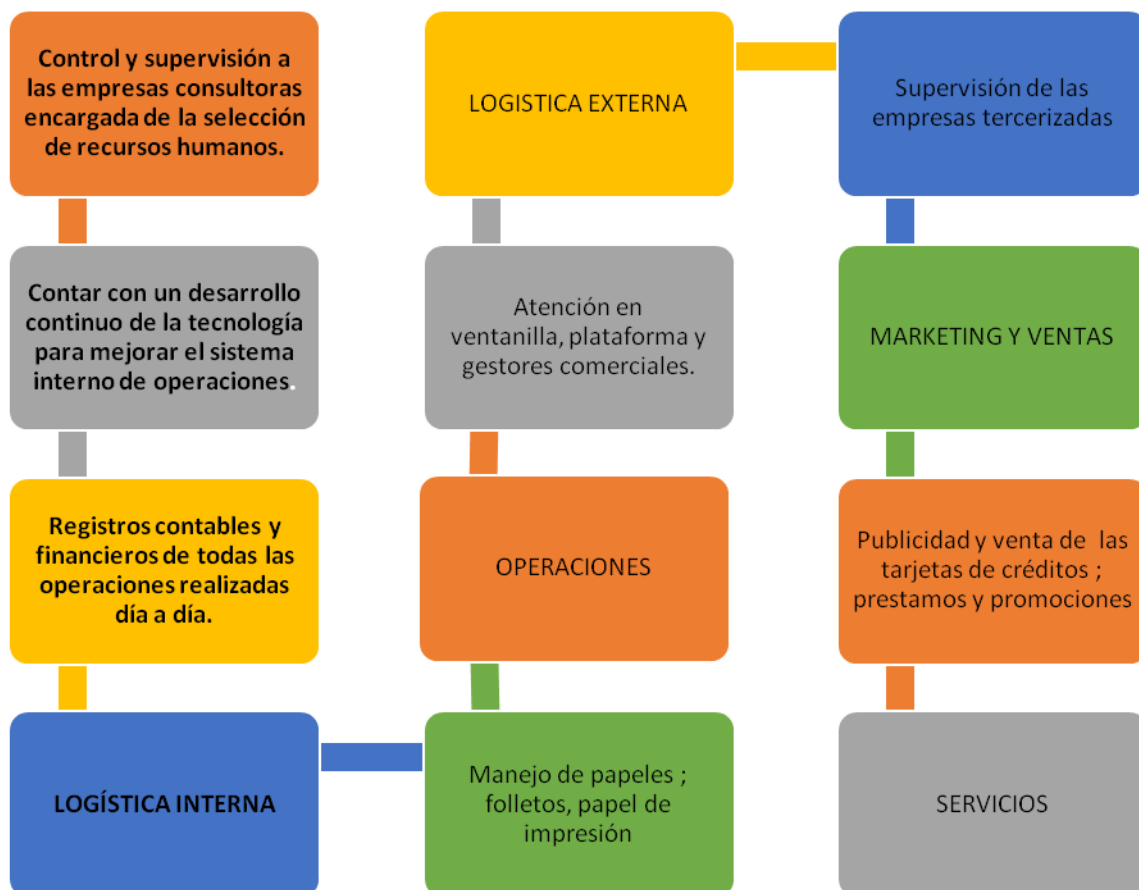 Control y supervisión a
las empresas consultoras
encargada de la selección
de recursos humanos.
Contar con un desarrollo
continuo de la tecnología
para mejorar el sistema
interno de operaciones.
Registros contables y
financieros de todas las
operaciones realizadas
día a día.
LOGÍSTICA INTERNA
Manejo de papeles ;
folletos, papel de
impresión
OPERACIONES
Atención en
ventanilla, plataforma y
gestores comerciales.
LOGISTICA EXTERNA
Supervisión de las
empresas tercerizadas
MARKETING Y VENTAS
Publicidad y venta de las
tarjetas de créditos ;
prestamos y promociones
SERVICIOS